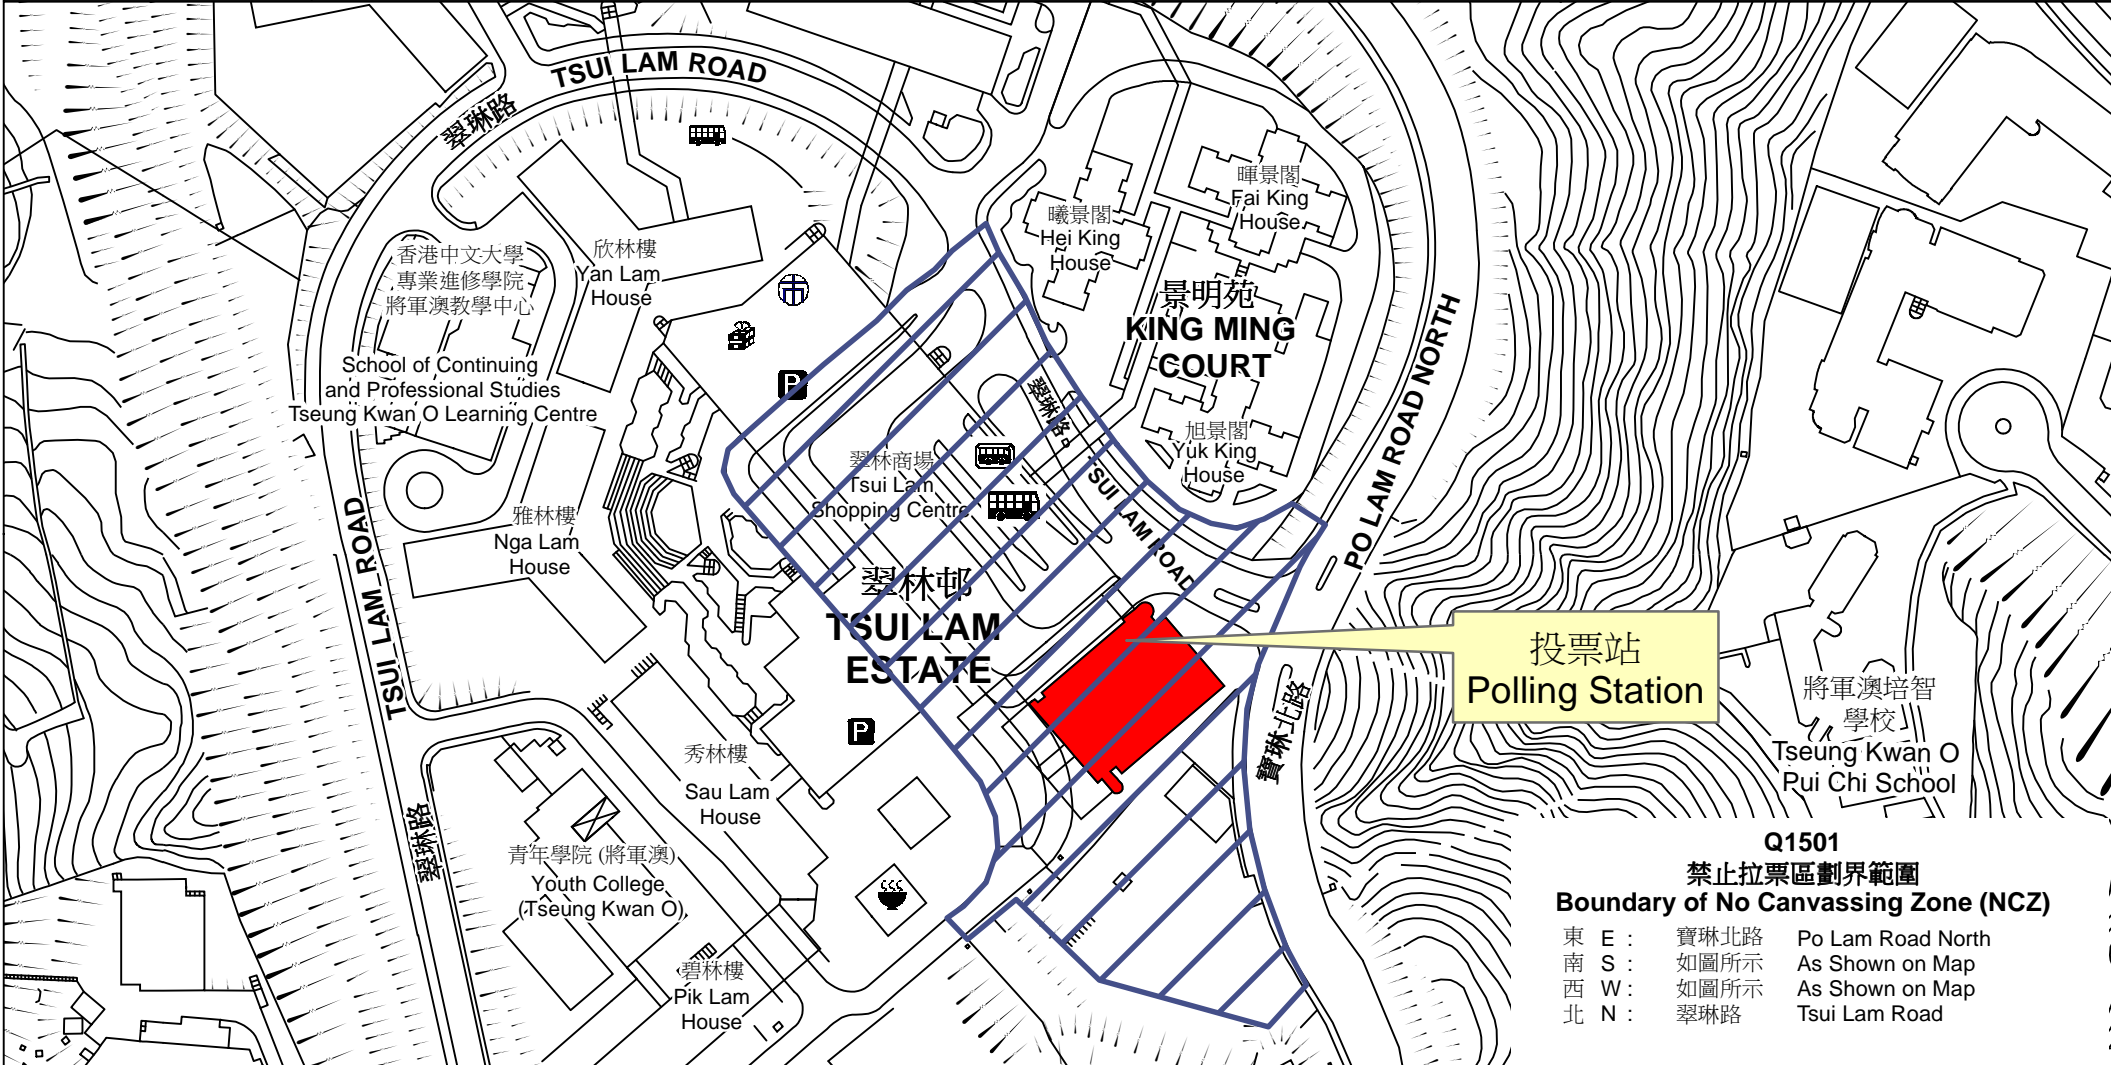 TSUI LAM ROAD
翠琳路
暉景閣
Fai King
House
曦景閣
Hei King
House
欣林樓
Yan Lam
House
香港中文大學
專業進修學院
將軍澳教學中心
School of Continuing
and Professional Studies
Tseung Kwan O Learning Centre
景明苑
KING MING
COURT
PO LAM ROAD NORTH
翠琳路
P
旭景閣
Yuk King
House
翠林商場
Tsui Lam
Shopping Centre
TSUI LAM ROAD
雅林樓
Nga Lam
House
TSUI LAM ROAD
翠林邨
TSUI LAM
ESTATE
投票站
Polling Station
寶琳北路
將軍澳培智
學校
Tseung Kwan O
Pui Chi School
P
秀林樓
Sau Lam
House
翠琳路
青年學院 (將軍澳)
Youth College
(Tseung Kwan O)
碧林樓
Pik Lam
House
Q1501
禁止拉票區劃界範圍
Boundary of No Canvassing Zone (NCZ)
東 E : 寶琳北路 Po Lam Road North
南 S : 如圖所示 As Shown on Map
西 W : 如圖所示 As Shown on Map
北 N : 翠琳路 Tsui Lam Road